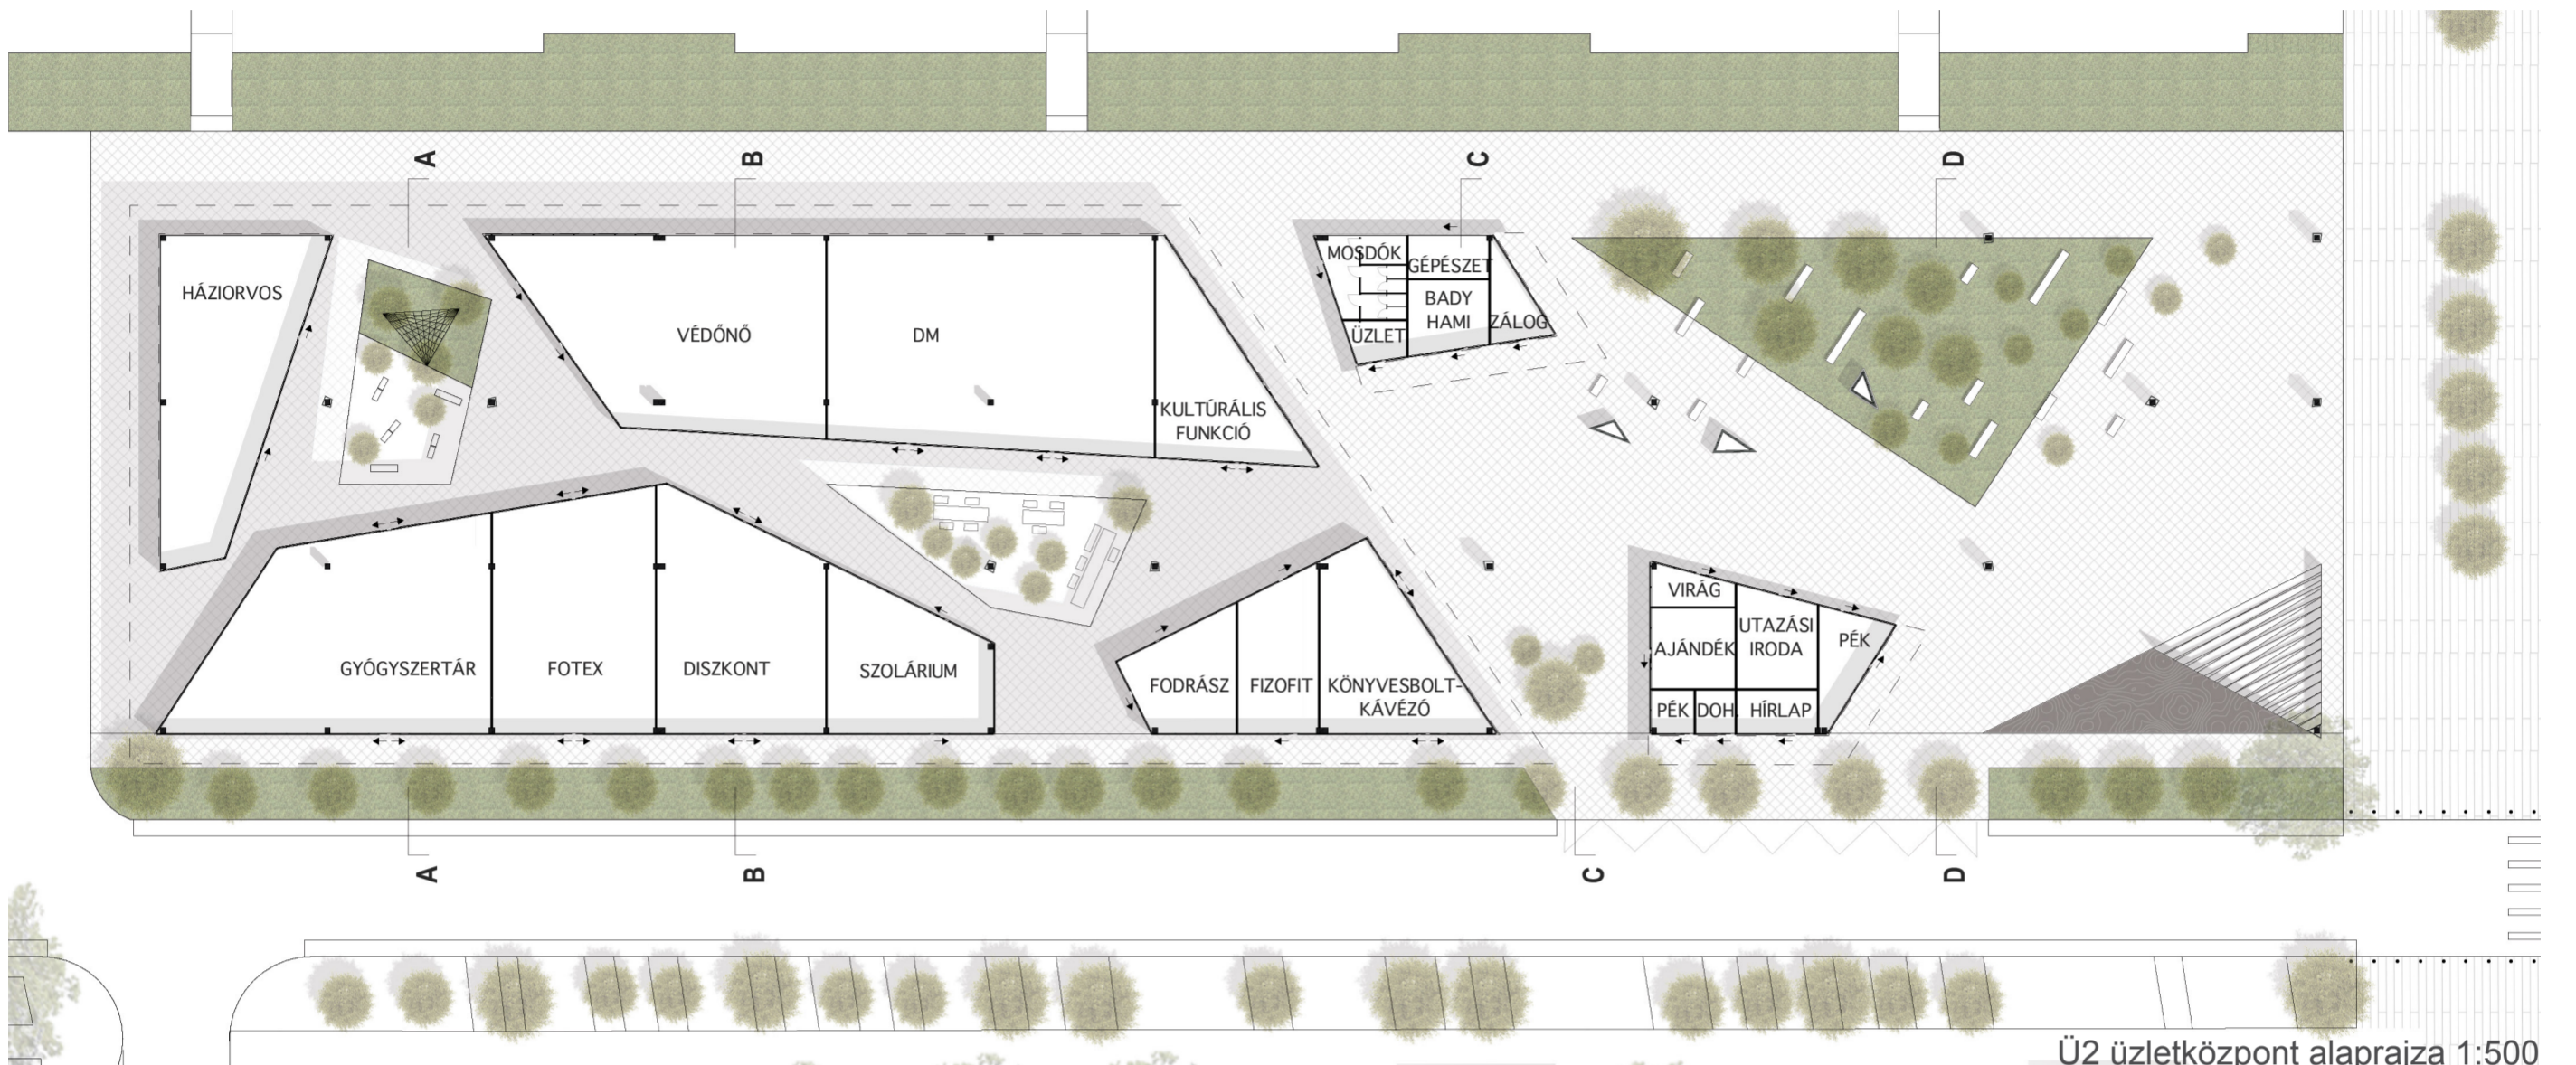 A
B
C
D
HÁZIORVOS
VÉDŐNŐ
DM
KULTÚRÁLIS
FUNKCIÓ
MOSDÓK
GÉPÉSZET
BADY
HAMI
ZÁLOG
ÜZLET
GYÓGYSZERTÁR
FOTEX
DISZKONT
SZOLÁRIUM
FODRÁSZ
FIZOFIT
KÖNYVESBOLT-
KÁVÉZÓ
VIRÁG
AJÁNDÉK
UTAZÁSI
IRODA
PÉK
PÉK
DOH.
HÍRLAP
A
B
C
D
Ü2 üzletközpont alaprajza 1:500